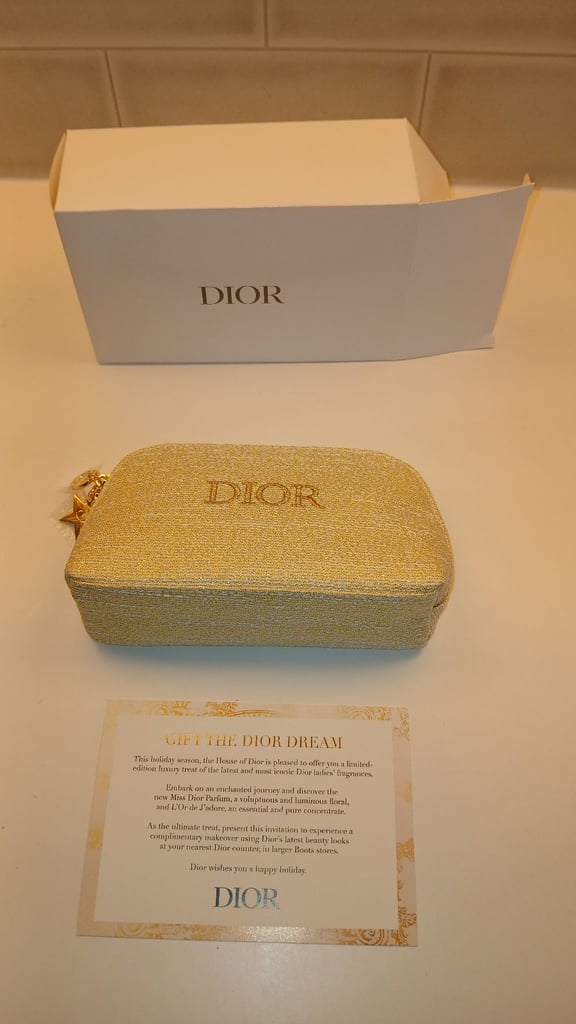 DIOR
DIOR
GIFT THE DIOR DREAM
This holiday season, the House of Dior is pleased to offer you a limited-
edition luxury treat of the latest and most iconic Dior ladies' fragrances.
Embark on an enchanted journey and discover the
new Miss Dior Parfum, a voluptuous and luminous floral,
and L'Or de J'adore, an essential and pure concentrate.
As the ultimate treat, present this invitation to experience a
complimentary makeover using Dior's latest beauty looks
at your nearest Dior counter, in larger Boots stores.
Dior wishes you a happy holiday.
DIOR